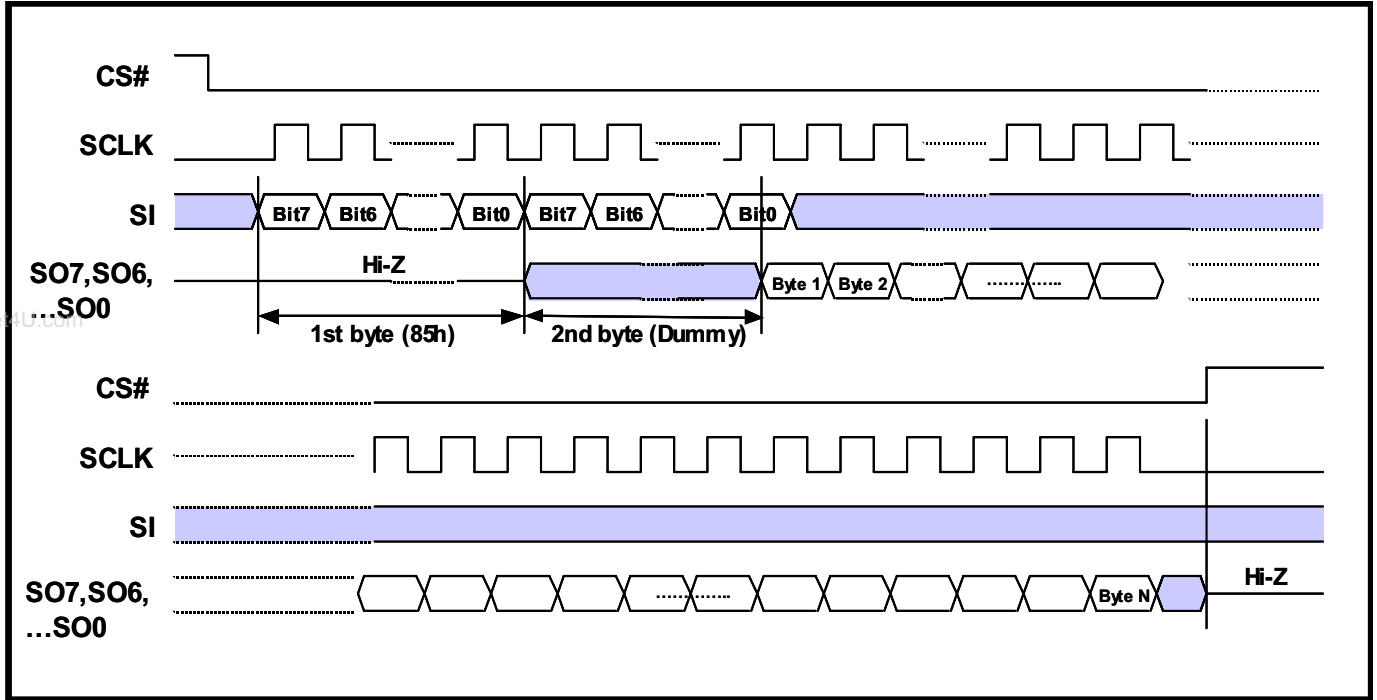 CS#
SCLK
SI Bit7 Bit6 Bit0 Bit7 Bit6 Bit0
SO7,SO6, Hi-Z Byte 1 Byte 2
...SO0
1st byte (85h) 2nd byte (Dummy)
CS#
SCLK
SI
SO7,SO6, Byte N Hi-Z
...SO0